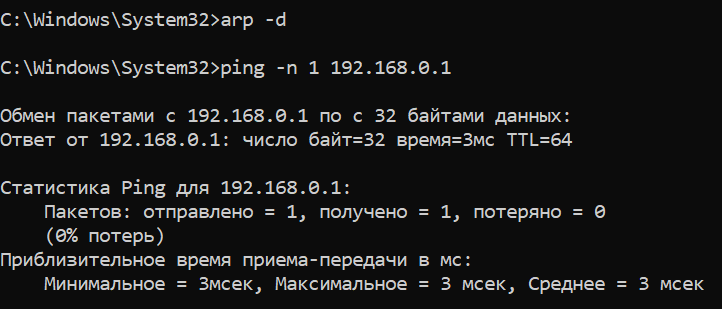 C:\Windows\System32>arp -d
C:\Windows\System32>ping -n 1 192.168.0.1
Обмен пакетами с 192.168.0.1 по с 32 байтами данных:
Ответ от 192.168.0.1: число байт=32 время=3мс TTL=64
Статистика Ping для 192.168.0.1:
Пакетов: отправлено = 1, получено = 1, потеряно = 0
(0% потерь)
Приблизительное время приема-передачи в мс:
Минимальное = 3мсек, Максимальное = 3 мсек, Среднее = 3 мсек